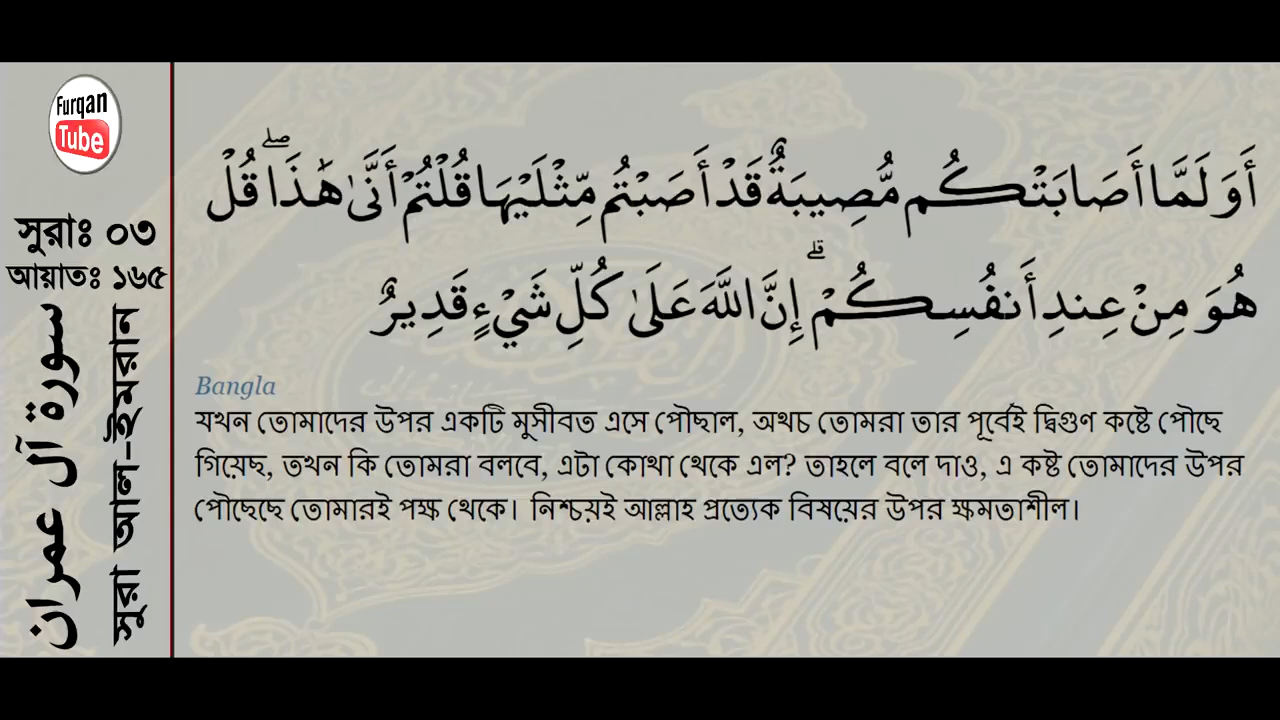 Furqan
Tube
সুরাঃ ০৩
আয়াতঃ ১৬৫
سورة آل عمران
সুরা আল-ইমরান
أَوَلَمَّا أَصَابَتْكُم مُّصِيبَةٌ قَدْ أَصَبْتُم مِّثْلَيْهَا قُلْتُمْ أَنَّىٰ هَٰذَا ۖ قُلْ
هُوَ مِنْ عِندِ أَنفُسِكُمْ ۗ إِنَّ اللَّهَ عَلَىٰ كُلِّ شَيْءٍ قَدِيرٌ
Bangla
যখন তোমাদের উপর একটি মুসীবত এসে পৌছাল, অথচ তোমরা তার পূর্বেই দ্বিগুণ কষ্টে পৌছে
গিয়েছ, তখন কি তোমরা বলবে, এটা কোথা থেকে এল? তাহলে বলে দাও, এ কষ্ট তোমাদের উপর
পৌছেছে তোমারই পক্ষ থেকে। নিশ্চয়ই আল্লাহ প্রত্যেক বিষয়ের উপর ক্ষমতাশীল।